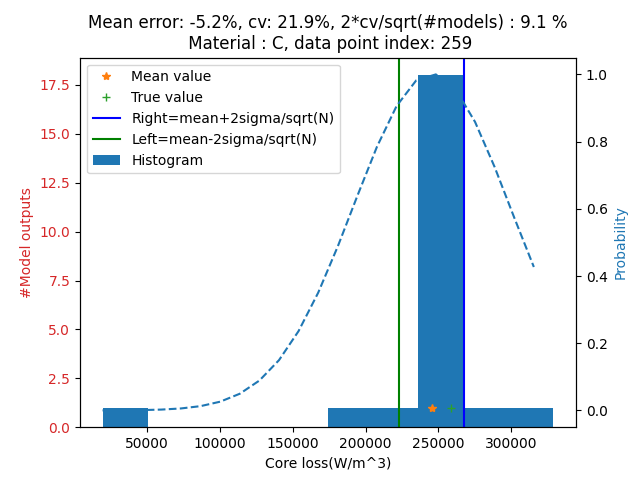 Mean error: -5.2%, cv: 21.9%, 2*cv/sqrt(#models) : 9.1 %
Material : C, data point index: 259
Mean value
True value
Right=mean+2sigma/sqrt(N)
Left=mean-2sigma/sqrt(N)
Histogram
#Model outputs
17.5
15.0
12.5
10.0
7.5
5.0
2.5
0.0
1.0
0.8
0.6
0.4
0.2
0.0
Probability
50000 100000 150000 200000 250000 300000
Core loss(W/m^3)